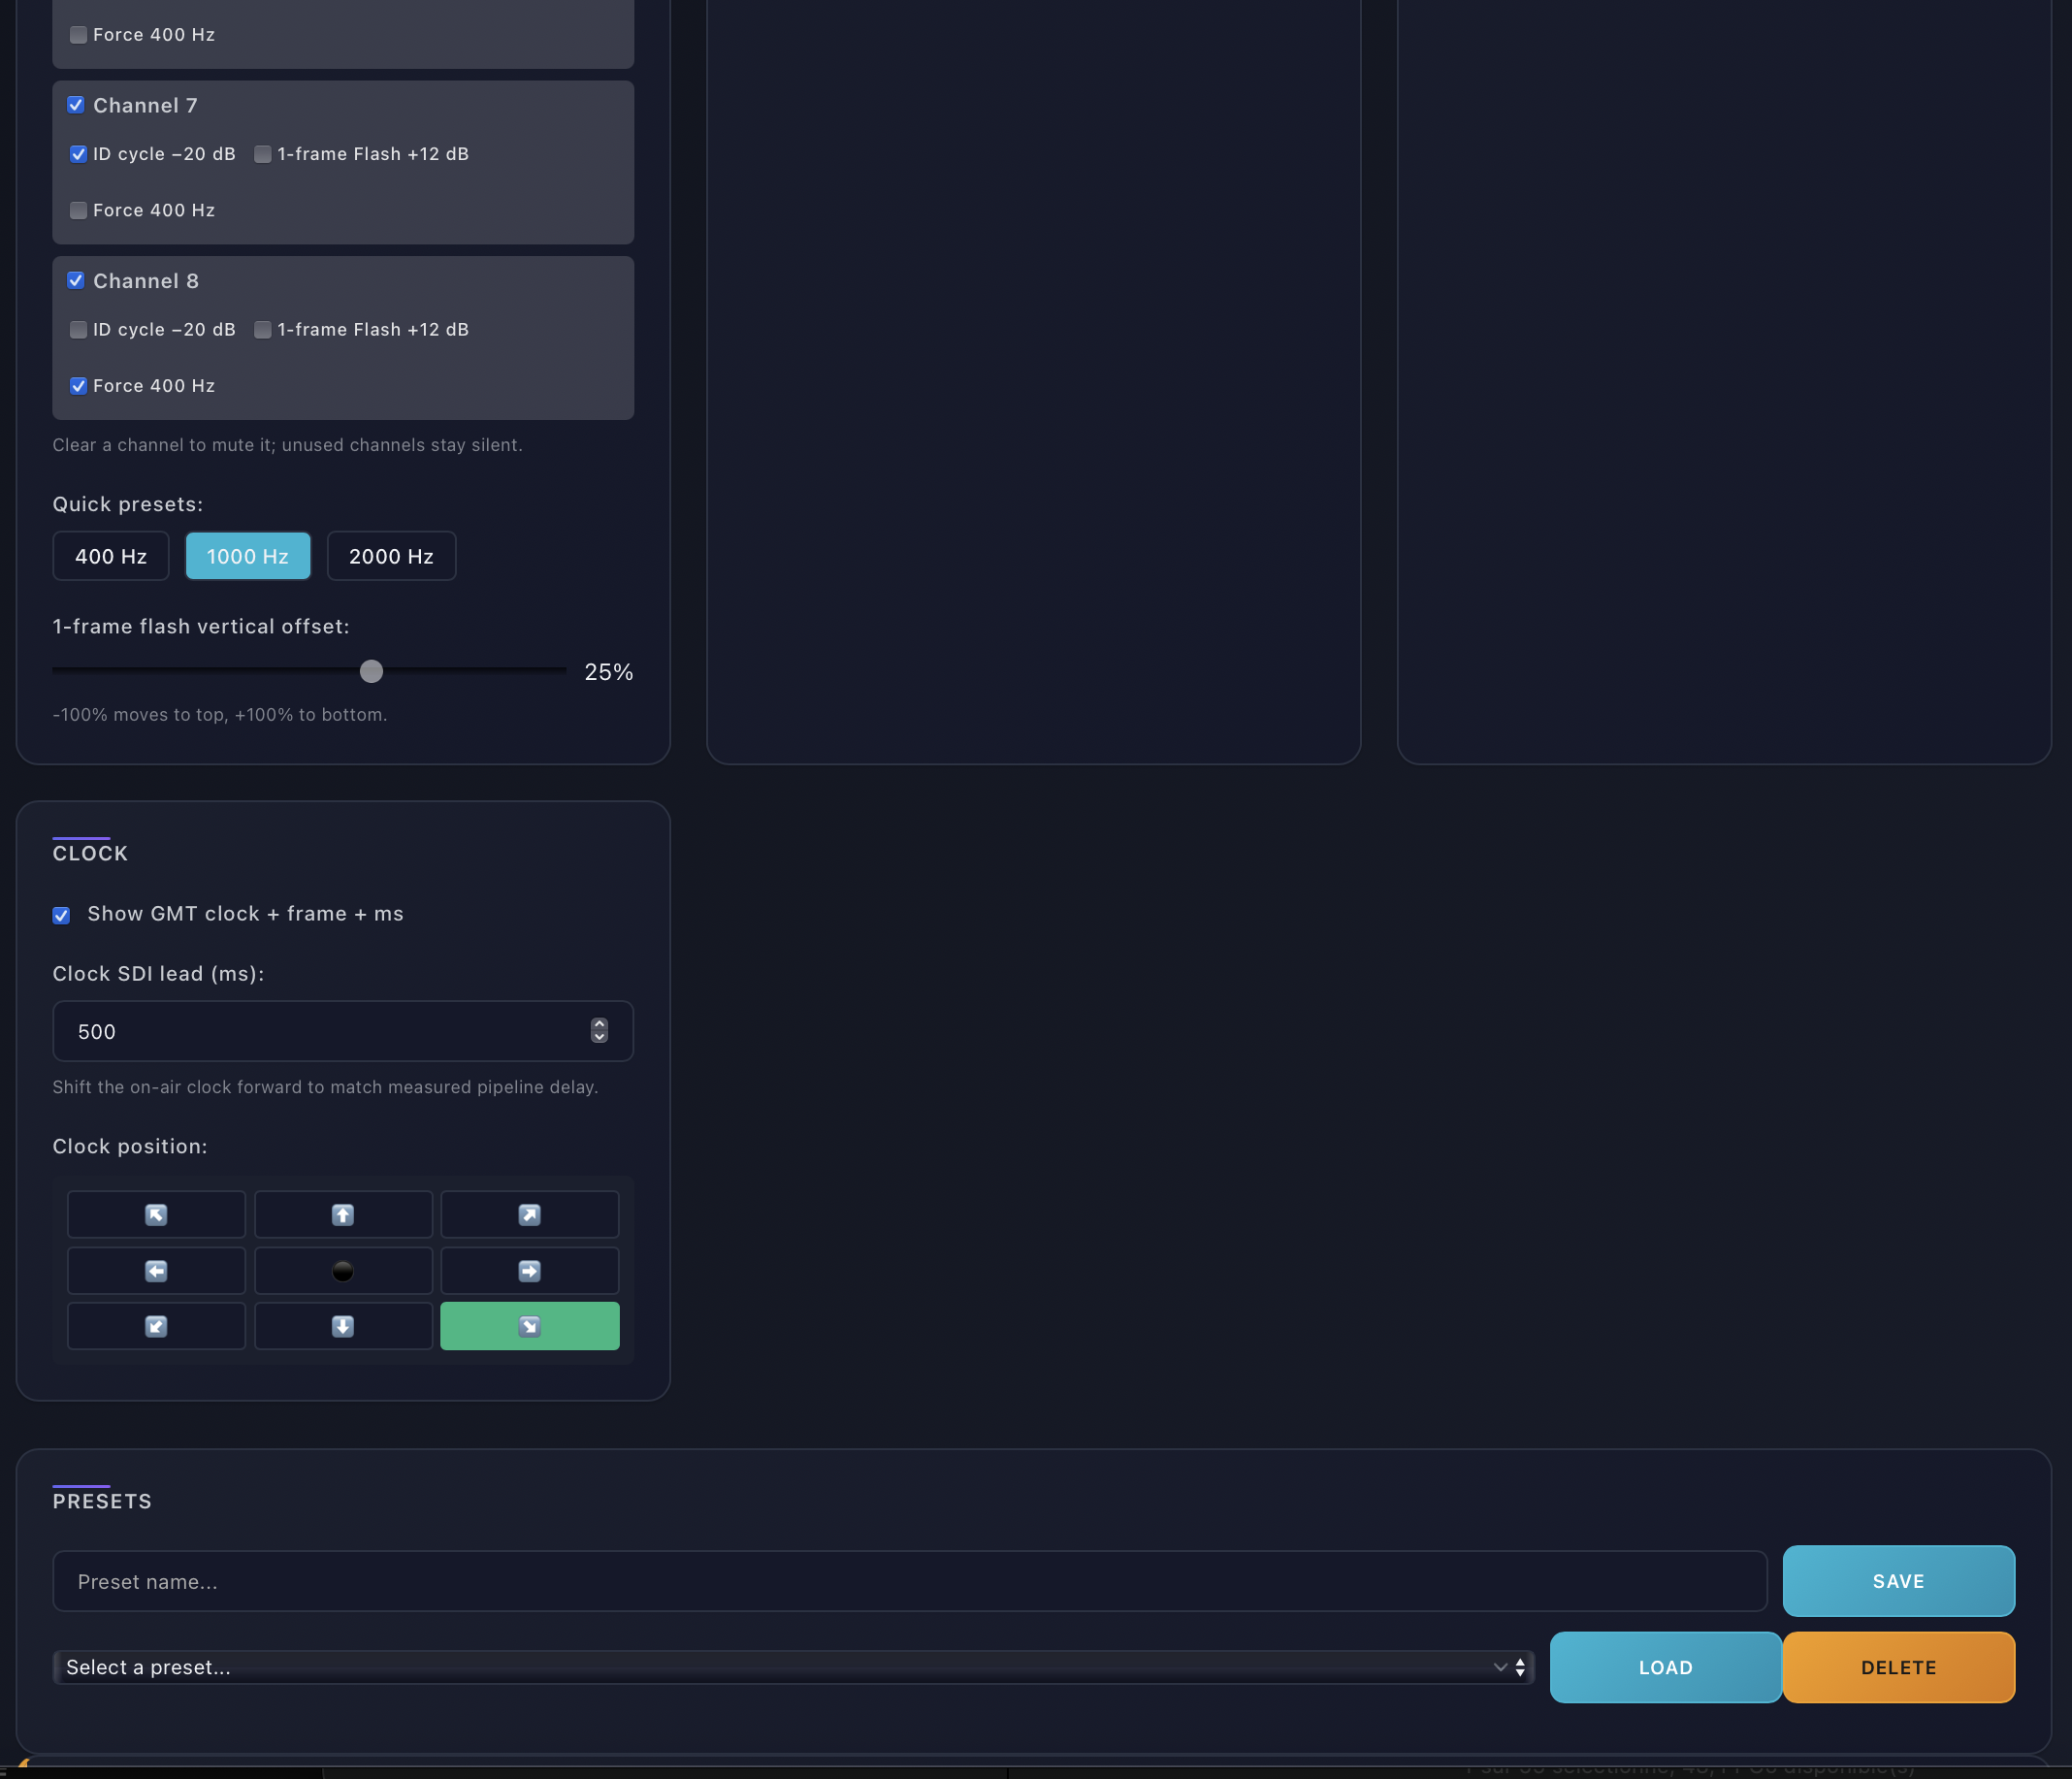 Force 400 Hz
Channel 7
ID cycle −20 dB 1-frame Flash +12 dB
Force 400 Hz
Channel 8
ID cycle −20 dB 1-frame Flash +12 dB
Force 400 Hz
Clear a channel to mute it; unused channels stay silent.
Quick presets:
400 Hz 1000 Hz 2000 Hz
1-frame flash vertical offset:
25%
-100% moves to top, +100% to bottom.
CLOCK
Show GMT clock + frame + ms
Clock SDI lead (ms):
500
Shift the on-air clock forward to match measured pipeline delay.
Clock position:
PRESETS
Preset name...
SAVE
Select a preset...
LOAD DELETE